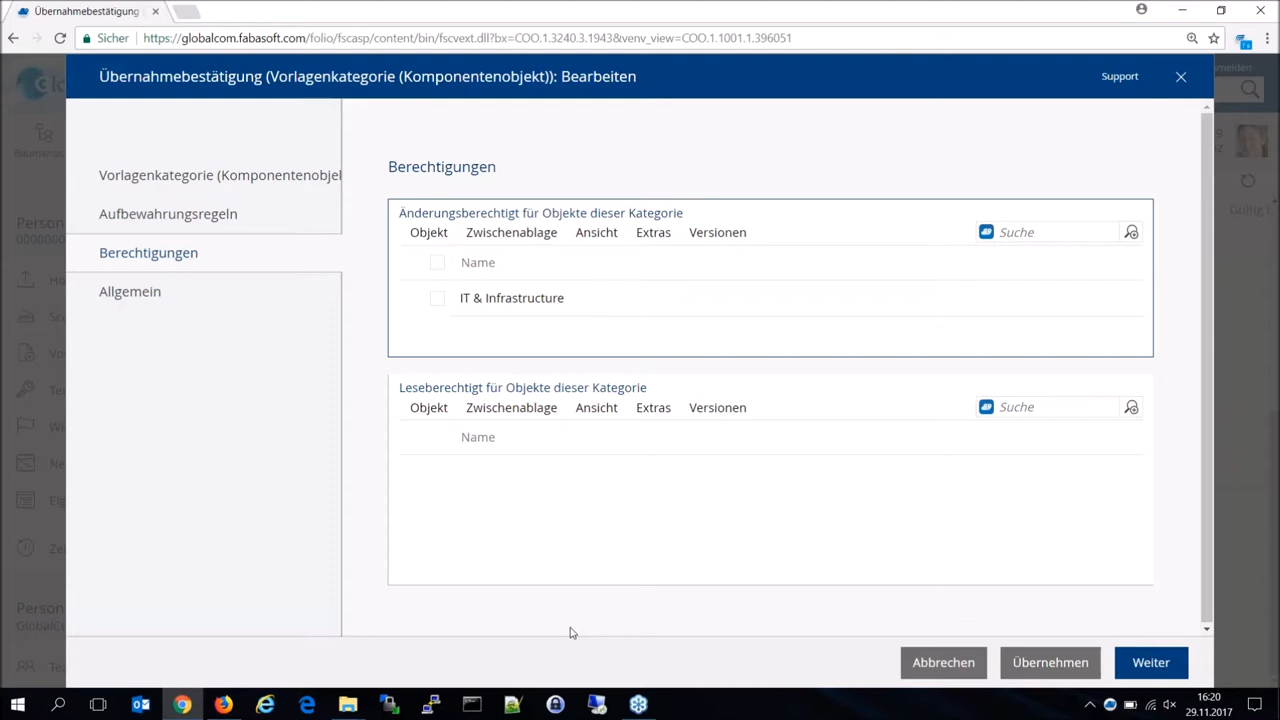 Übernahmebestätigung
Sicher https://globalcom.fabasoft.com/folio/fscasp/content/bin/fscvext.dll?bx=COO.1.3240.3.1943&venv_view=COO.1.1001.1.396051
Übernahmebestätigung (Vorlagenkategorie (Komponentenobjekt)): Bearbeiten
Support
Vorlagenkategorie (Komponentenobjel
Aufbewahrungsregeln
Berechtigungen
Allgemein
Berechtigungen
Änderungsberechtigt für Objekte dieser Kategorie
Objekt Zwischenablage Ansicht Extras Versionen Suche
Name
IT & Infrastructure
Leseberechtigt für Objekte dieser Kategorie
Objekt Zwischenablage Ansicht Extras Versionen Suche
Name
Abbrechen Übernehmen Weiter
Person
16:20
29.11.2017